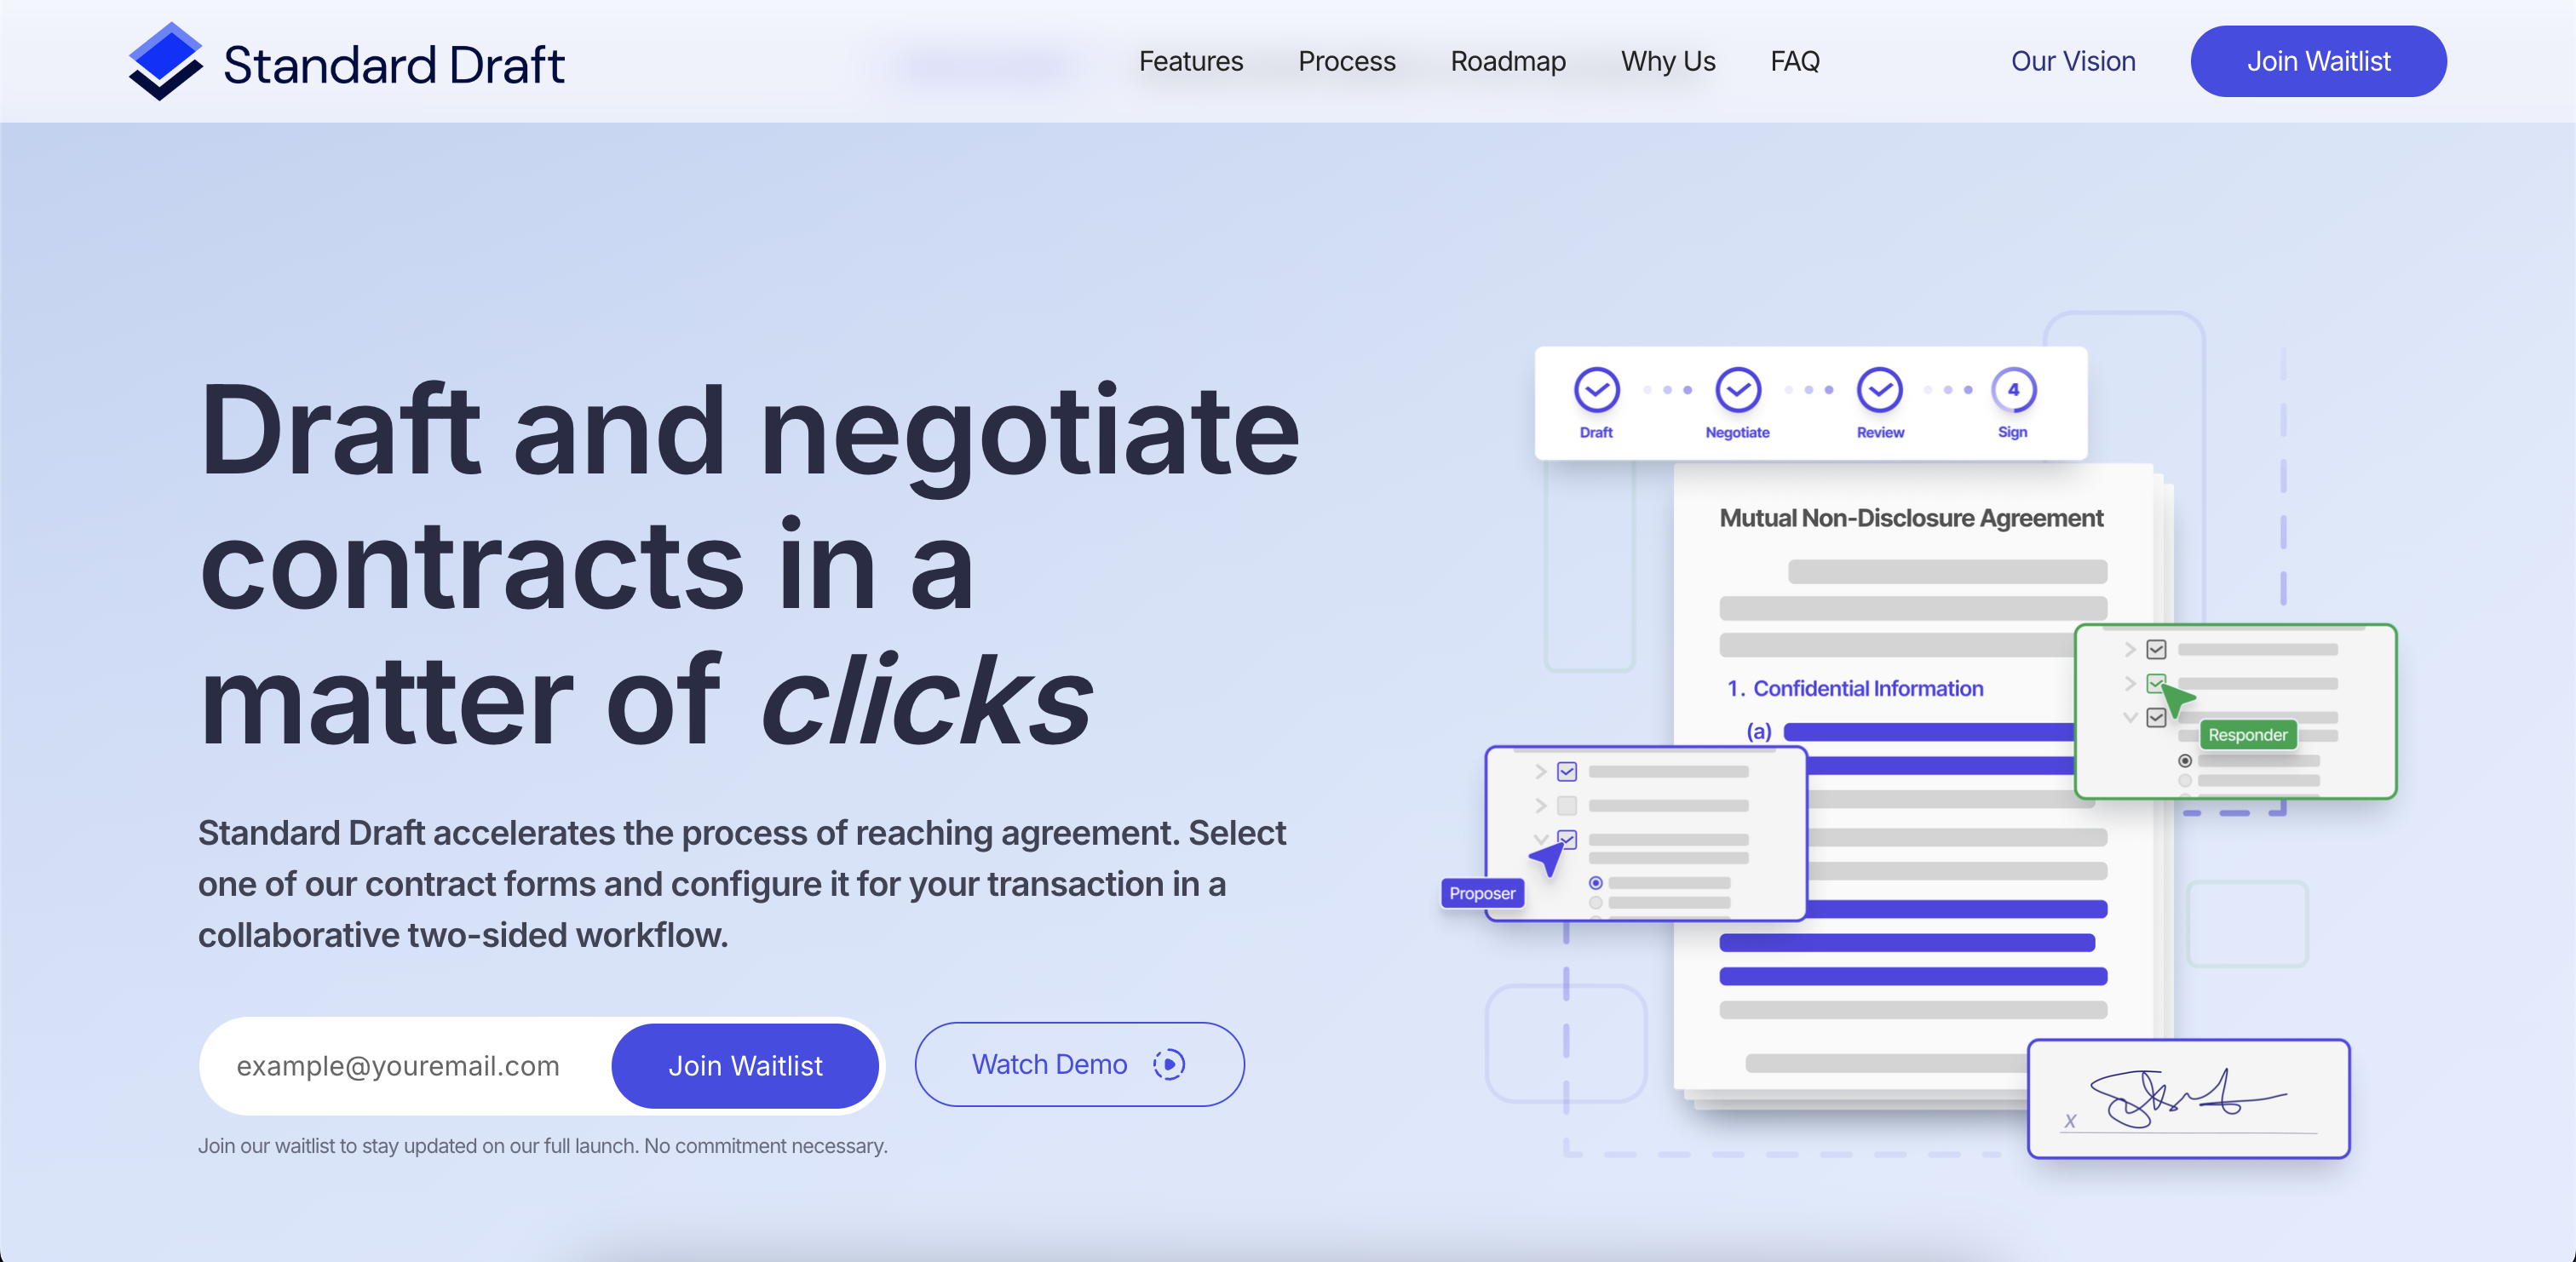 Standard Draft
Features Process Roadmap Why Us FAQ Our Vision Join Waitlist
Draft and negotiate
contracts in a
matter of clicks
Standard Draft accelerates the process of reaching agreement. Select
one of our contract forms and configure it for your transaction in a
collaborative two-sided workflow.
example@youremail.com Join Waitlist Watch Demo
Join our waitlist to stay updated on our full launch. No commitment necessary.
4
Draft Negotiate Review Sign
Mutual Non-Disclosure Agreement
1. Confidential Information
(a)
Responder
Proposer
x